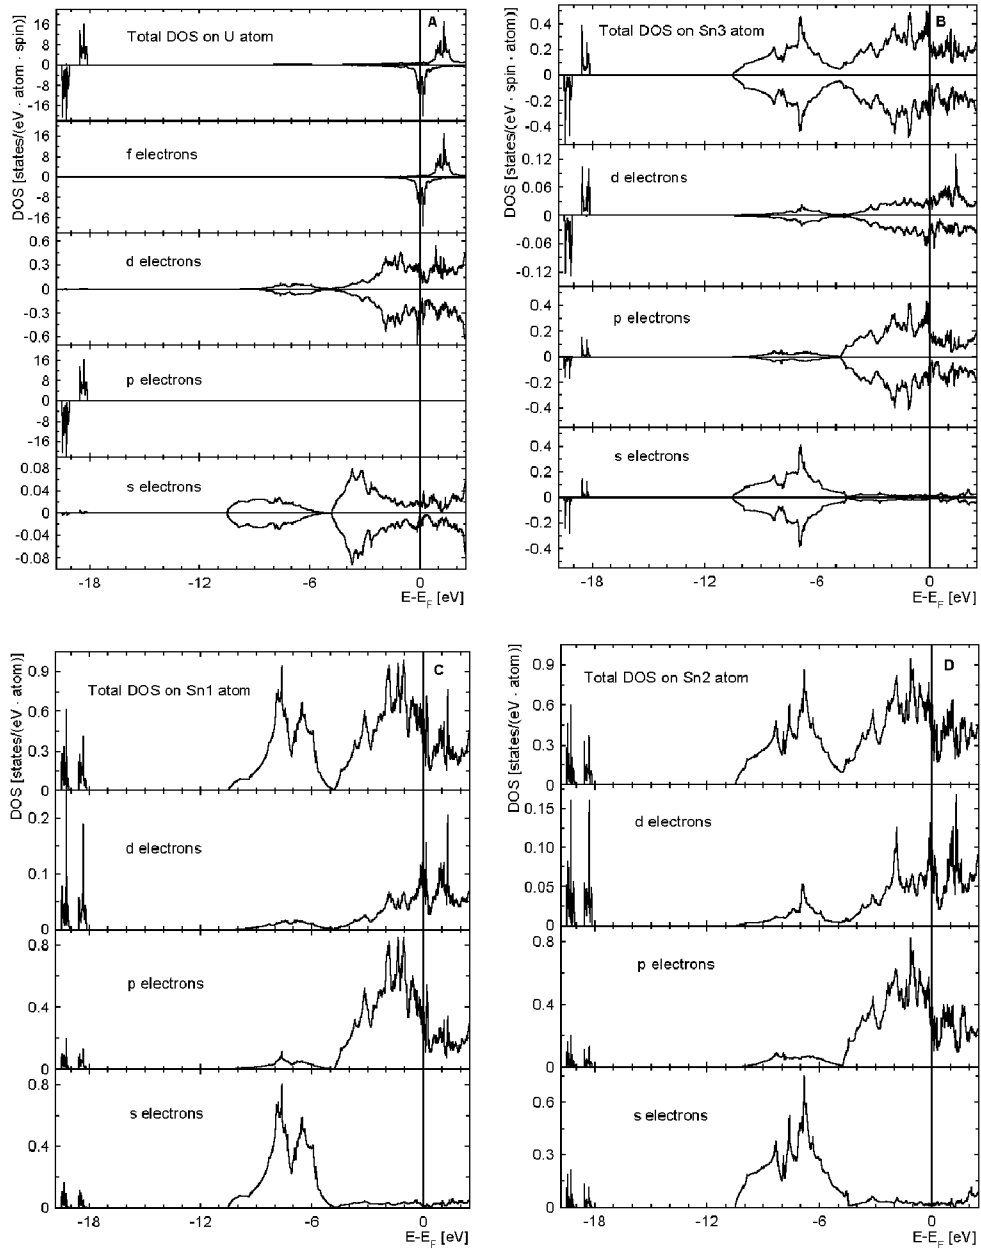 DOS [states/(eV · atom · spin)]
A
Total DOS on U atom
16
8
0
-8
-16
f electrons
16
8
0
-8
-16
d electrons
0.6
0.3
0
-0.3
-0.6
p electrons
16
8
0
-8
-16
s electrons
0.08
0.04
0
-0.04
-0.08
-18 -12 -6 0
E-E_F [eV]
DOS [states/(eV · spin · atom)]
B
Total DOS on Sn3 atom
0.4
0.2
0
-0.2
-0.4
d electrons
0.12
0.06
0
-0.06
-0.12
p electrons
0.4
0.2
0
-0.2
-0.4
s electrons
0.4
0.2
0
-0.2
-0.4
-18 -12 -6 0
E-E_F [eV]
DOS [states/(eV · atom)]
C
Total DOS on Sn1 atom
0.9
0.6
0.3
0
d electrons
0.2
0.1
0
p electrons
0.8
0.4
0
s electrons
0.8
0.4
0
-18 -12 -6 0
E-E_F [eV]
DOS [states/(eV · atom)]
D
Total DOS on Sn2 atom
0.9
0.6
0.3
0
d electrons
0.15
0.10
0.05
0
p electrons
0.8
0.4
0
s electrons
0.6
0.3
0
-18 -12 -6 0
E-E_F [eV]